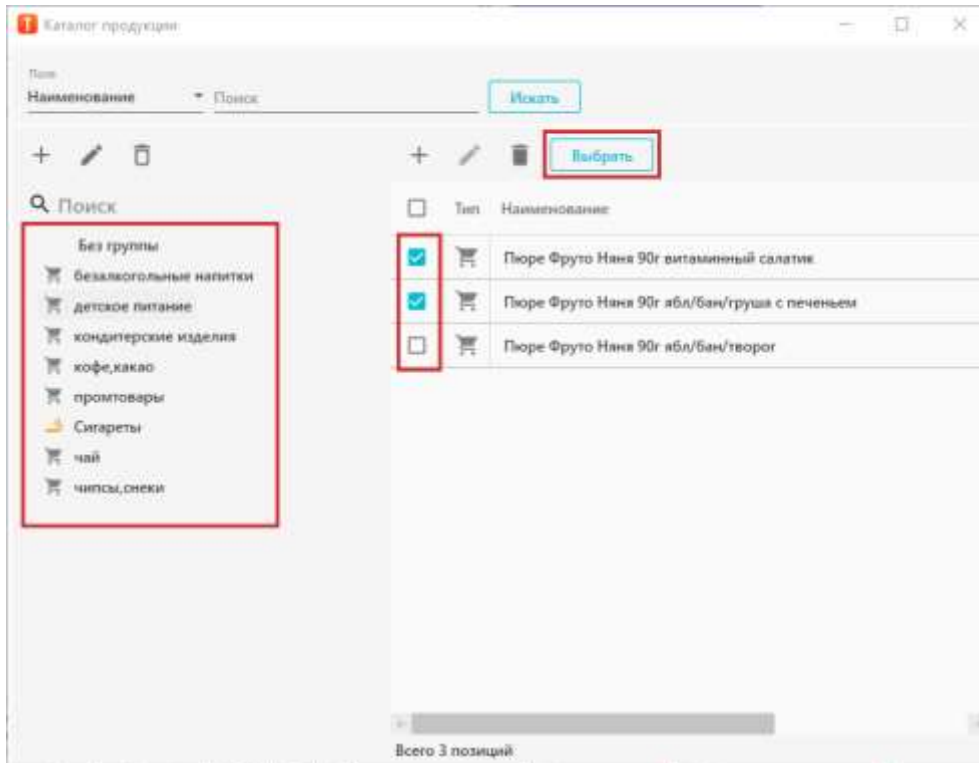 Каталог продукции
Поле
Наименование
Поиск
Искать
Выбрать
Поиск
Без группы
безалкогольные напитки
детское питание
кондитерские изделия
кофе,какао
промтовары
Сигареты
чай
чипсы,снеки
Тип Наименование
Пюре Фруто Няня 90г витаминный салатик
Пюре Фруто Няня 90г ябл/бан/груша с печеньем
Пюре Фруто Няня 90г ябл/бан/творог
Всего 3 позиций